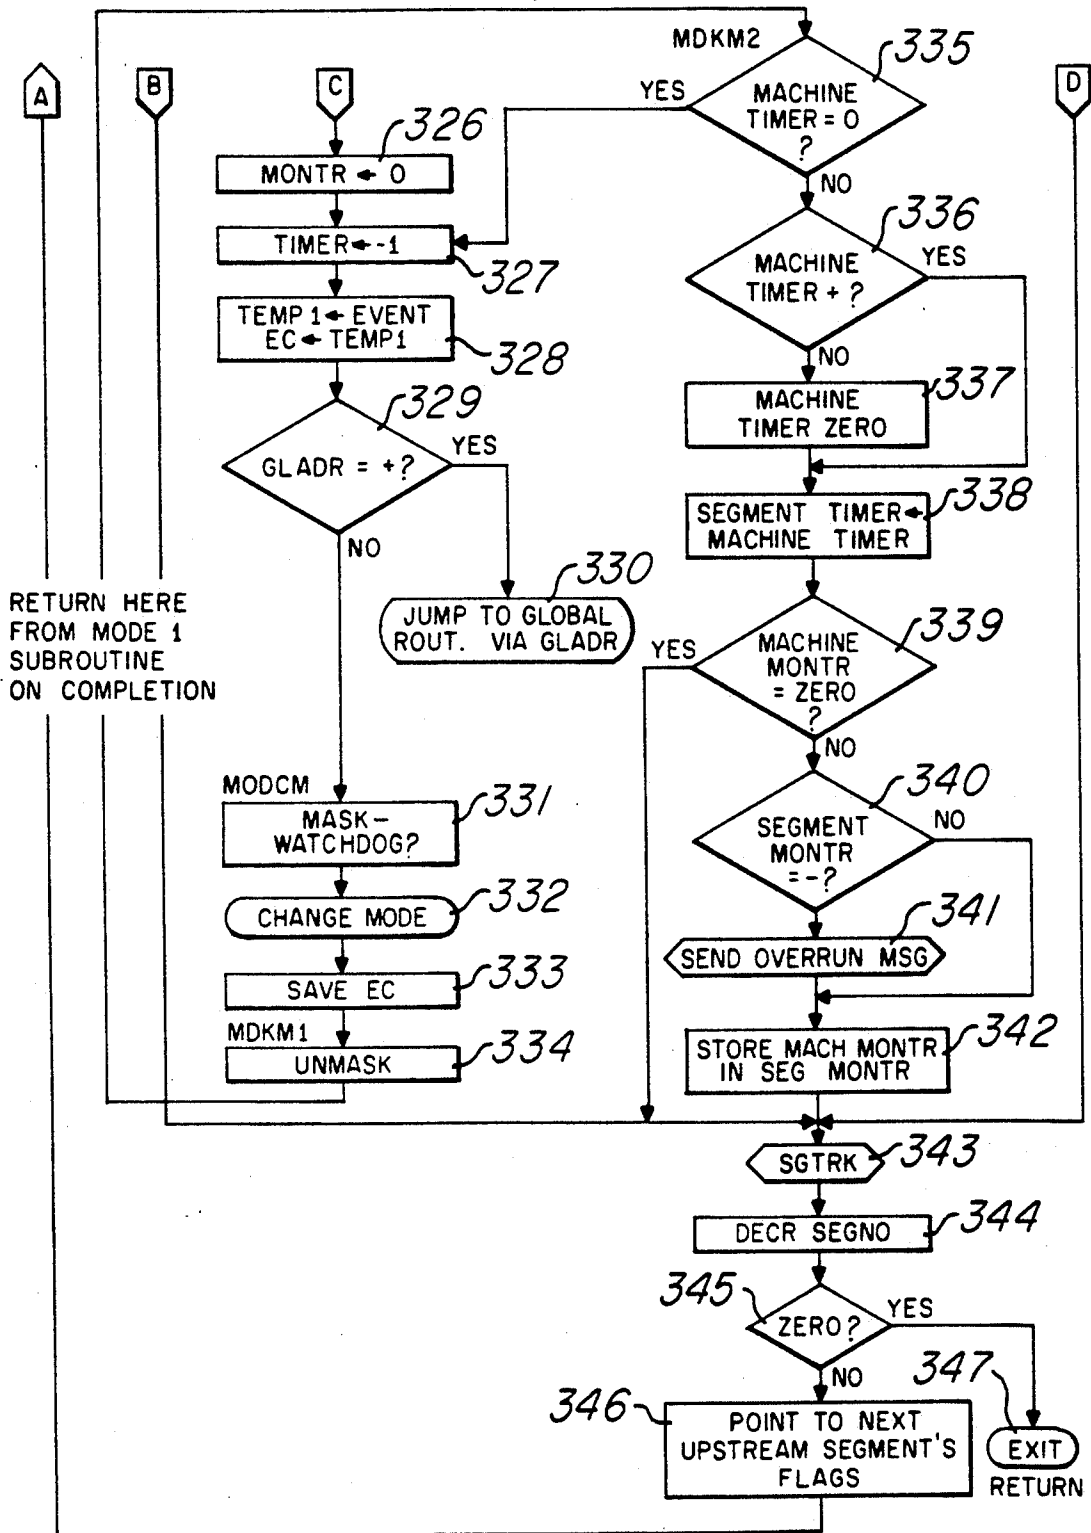 A
B
C
D
326
MONTR ← 0
TIMER ← -1
327
TEMP1 ← EVENT
EC ← TEMP1
328
329
GLADR = +?
YES
NO
330
JUMP TO GLOBAL
ROUT. VIA GLADR
RETURN HERE
FROM MODE 1
SUBROUTINE
ON COMPLETION
MODCM
331
MASK-
WATCHDOG?
332
CHANGE MODE
333
SAVE EC
MDKM1
334
UNMASK
MDKM2
335
YES
MACHINE
TIMER = 0
?
NO
336
YES
MACHINE
TIMER + ?
NO
337
MACHINE
TIMER ZERO
338
SEGMENT TIMER ←
MACHINE TIMER
339
YES
MACHINE
MONTR
= ZERO
?
NO
340
NO
SEGMENT
MONTR
= - ?
341
SEND OVERRUN MSG
342
STORE MACH MONTR
IN SEG MONTR
343
SGTRK
344
DECR SEGNO
345
ZERO?
YES
NO
346
POINT TO NEXT
UPSTREAM SEGMENT'S
FLAGS
347
EXIT
RETURN